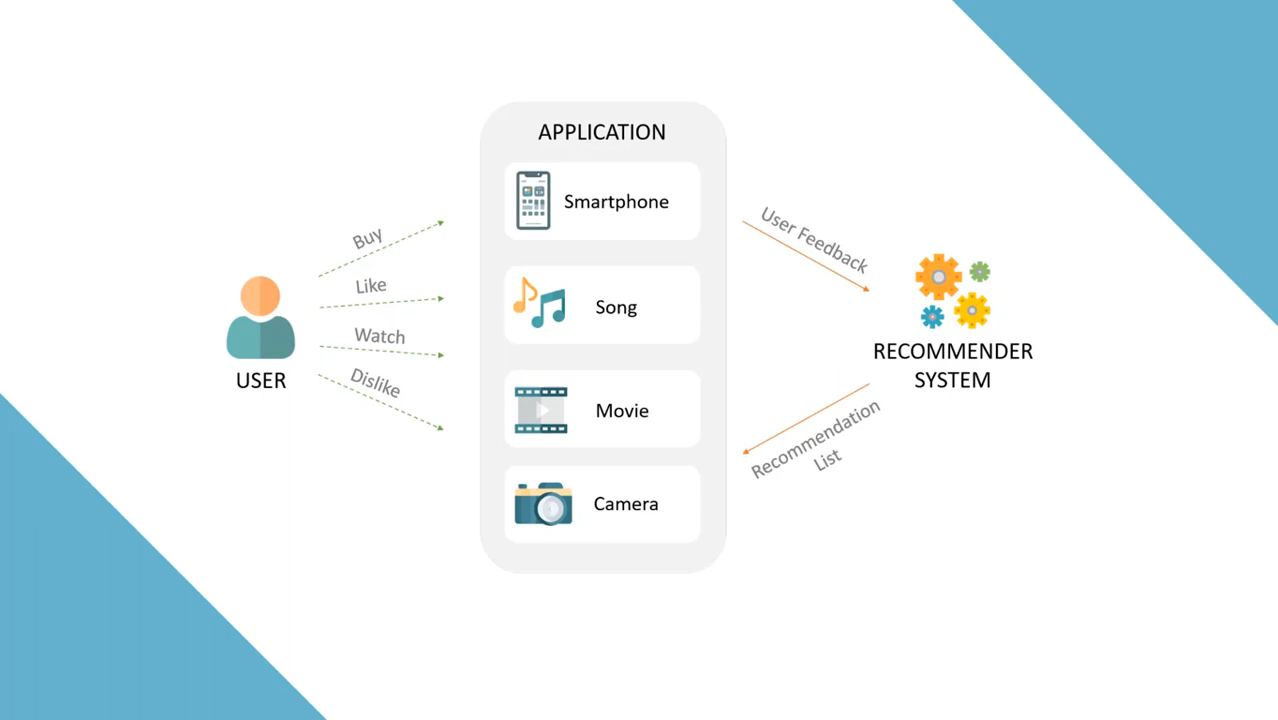 APPLICATION
Smartphone
Song
Movie
Camera
Buy
Like
Watch
Dislike
USER
User Feedback
RECOMMENDER
SYSTEM
Recommendation
List